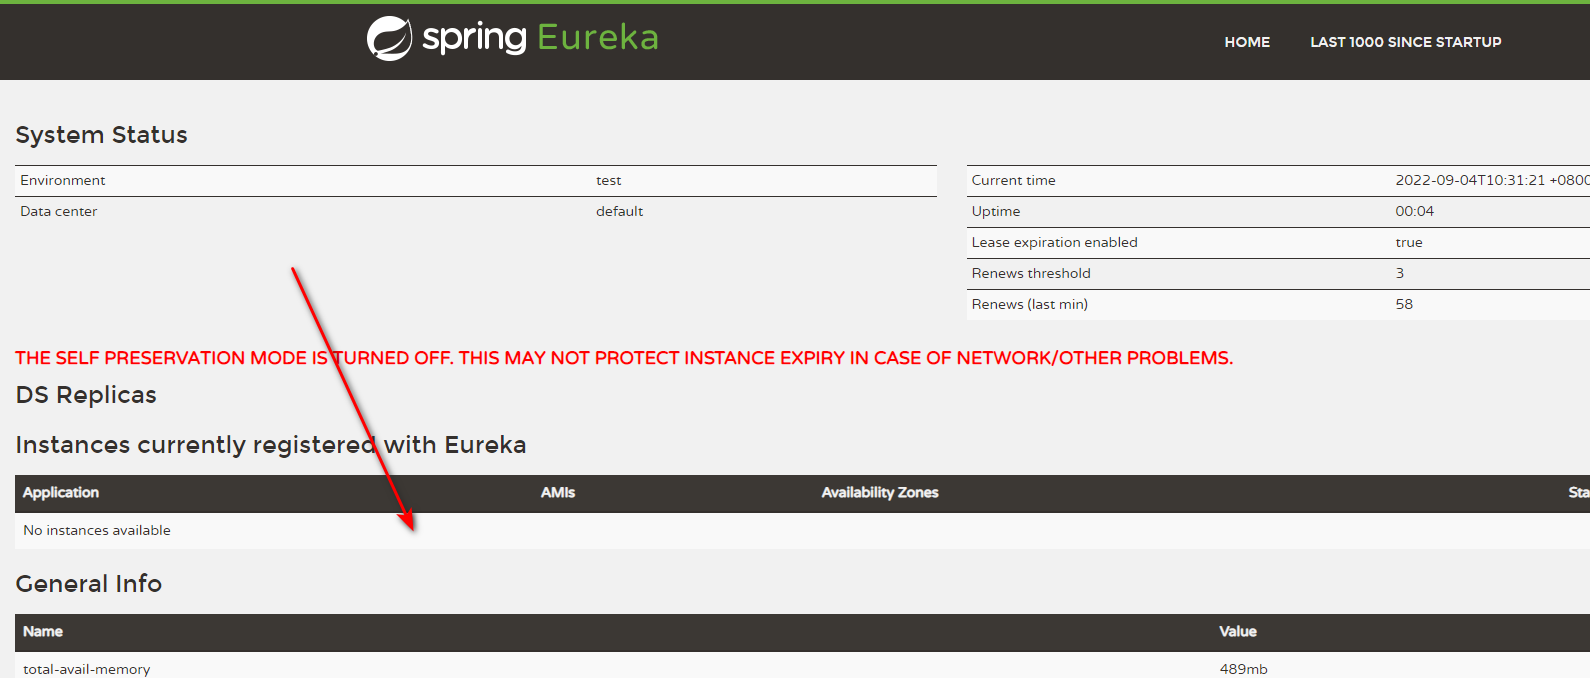 spring Eureka HOME LAST 1000 SINCE STARTUP
System Status
Environment test
Data center default
Current time 2022-09-04T10:31:21 +0800
Uptime 00:04
Lease expiration enabled true
Renews threshold 3
Renews (last min) 58
THE SELF PRESERVATION MODE IS TURNED OFF. THIS MAY NOT PROTECT INSTANCE EXPIRY IN CASE OF NETWORK/OTHER PROBLEMS.
DS Replicas
Instances currently registered with Eureka
Application AMIs Availability Zones Sta
No instances available
General Info
Name Value
total-avail-memory 489mb